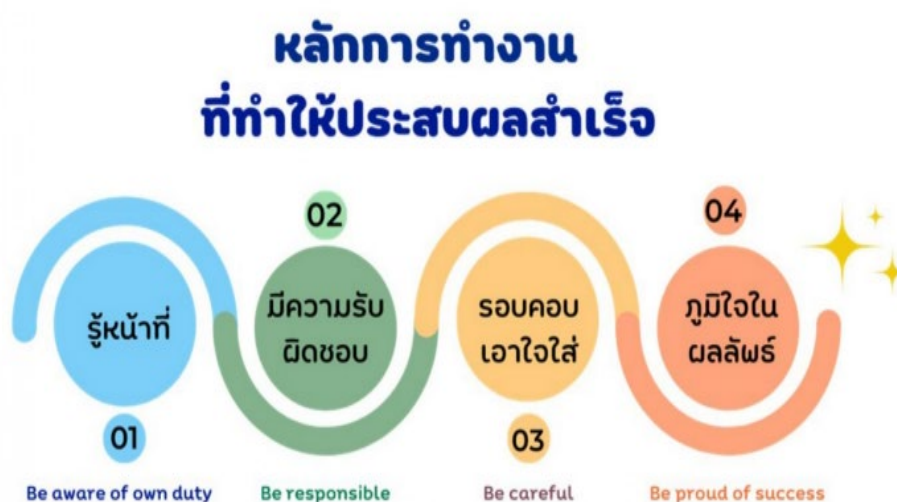 หลักการทำงาน
ที่ทำให้ประสบผลสำเร็จ
รู้หน้าที่
01
Be aware of own duty
02
มีความรับ
ผิดชอบ
Be responsible
รอบคอบ
เอาใจใส่
03
Be careful
04
ภูมิใจใน
ผลลัพธ์
Be proud of success